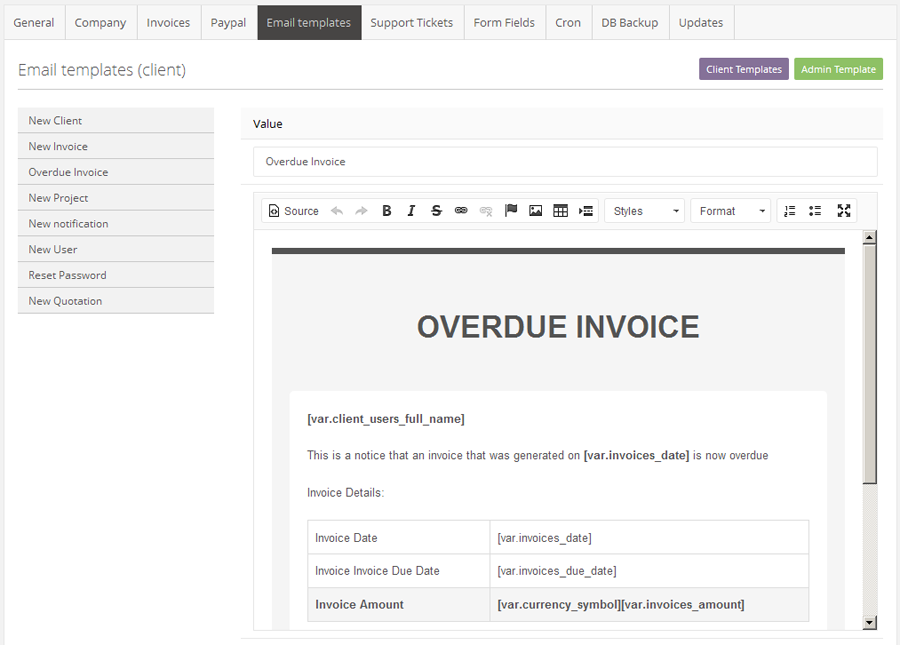 General Company Invoices Paypal Email templates Support Tickets Form Fields Cron DB Backup Updates
Email templates (client) Client Templates Admin Template
New Client
New Invoice
Overdue Invoice
New Project
New notification
New User
Reset Password
New Quotation
Value
Overdue Invoice
Source B I S Styles Format
OVERDUE INVOICE
[var.client_users_full_name]
This is a notice that an invoice that was generated on [var.invoices_date] is now overdue
Invoice Details:
Invoice Date [var.invoices_date]
Invoice Invoice Due Date [var.invoices_due_date]
Invoice Amount [var.currency_symbol][var.invoices_amount]